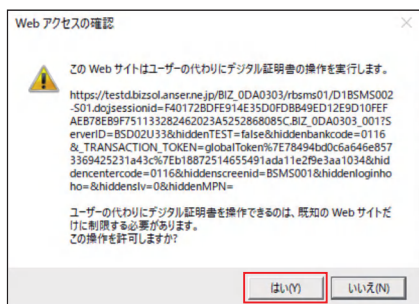 Web アクセスの確認
この Web サイトはユーザーの代わりにデジタル証明書の操作を実行します。
https://testd.bizsol.anser.ne.jp/BIZ_0DA0303/rbsms01/D1BSMS002
-S01.do;jsessionid=F40172BDFE914E35D0FDBB49ED12E9D10FEF
AEB78EB9F751133282462023A5252868085C.BIZ_0DA0303_001?S
erverID=BSD02U33&hiddenTEST=false&hiddenbankcode=0116
&_TRANSACTION_TOKEN=globalToken%7E78494bd0c6a646e857
3369425231a43c%7Eb18872514655491ada11e2f9e3aa1034&hid
dencentercode=0116&hiddenscreenid=BSMS001&hiddenloginho
ho=&hiddenslv=0&hiddenMPN=
ユーザーの代わりにデジタル証明書を操作できるのは、既知の Web サイトだ
けに制限する必要があります。
この操作を許可しますか?
はい(Y)
いいえ(N)